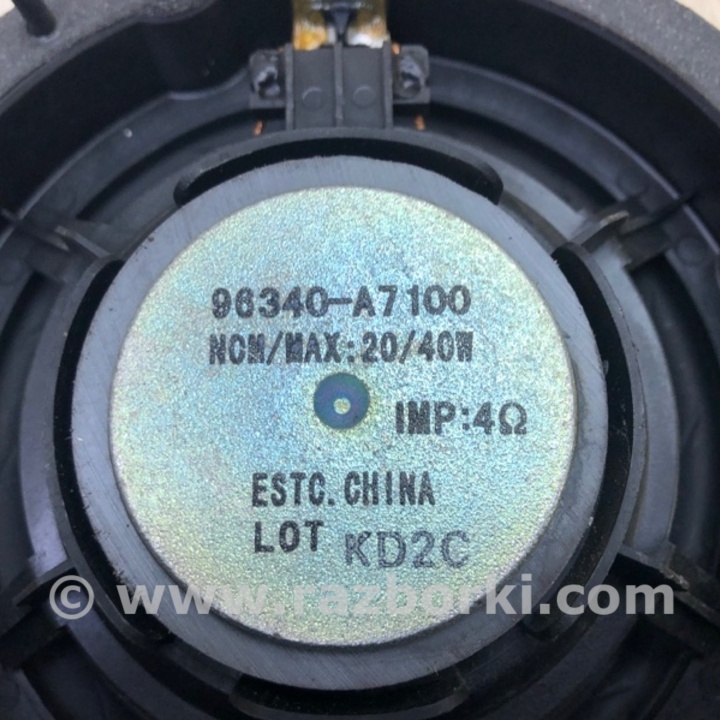 96340-A7100
NOM/MAX:20/40W
IMP:4Ω
ESTC.CHINA
LOT KD2C
© www.razborki.com